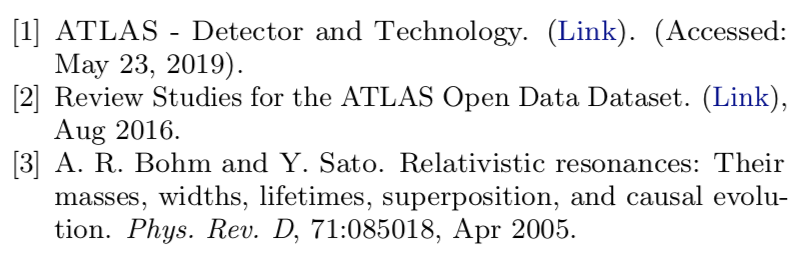 [1] ATLAS - Detector and Technology. (Link). (Accessed:
May 23, 2019).
[2] Review Studies for the ATLAS Open Data Dataset. (Link),
Aug 2016.
[3] A. R. Bohm and Y. Sato. Relativistic resonances: Their
masses, widths, lifetimes, superposition, and causal evolu-
tion. Phys. Rev. D, 71:085018, Apr 2005.